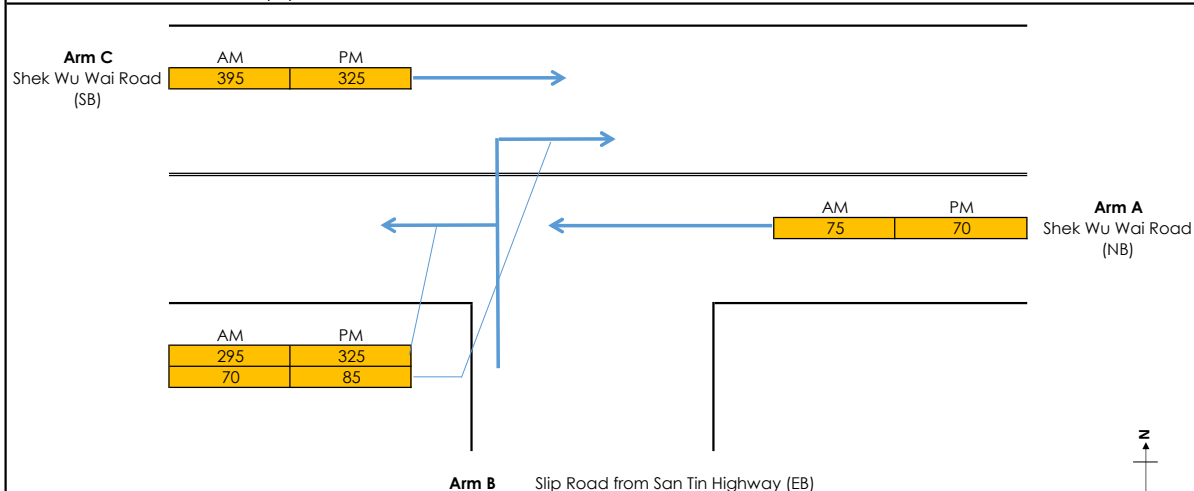 Arm C
Shek Wu Wai Road
(SB)
AM PM
395 325
AM PM
75 70
Arm A
Shek Wu Wai Road
(NB)
AM PM
295 325
70 85
N
Arm B Slip Road from San Tin Highway (EB)